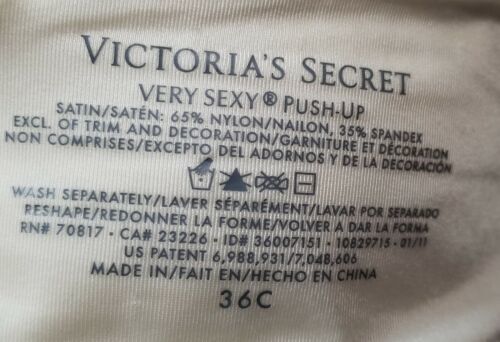 VICTORIA'S SECRET
VERY SEXY® PUSH-UP
SATIN/SATÉN: 65% NYLON/NAILON, 35% SPANDEX
EXCL. OF TRIM AND DECORATION/GARNITURE ET DÉCORATION
NON COMPRISES/EXCEPTO DEL ADORNOS Y DE LA DECORACIÓN
WASH SEPARATELY/LAVER SÉPARÉMENT/LAVAR POR SEPARADO
RESHAPE/REDONNER LA FORME/VOLVER A DAR LA FORMA
RN# 70817 · CA# 23226 · ID# 36007151 · 10829715 · 01/11
US PATENT 6,988,931/7,048,606
MADE IN/FAIT EN/HECHO EN CHINA
36C